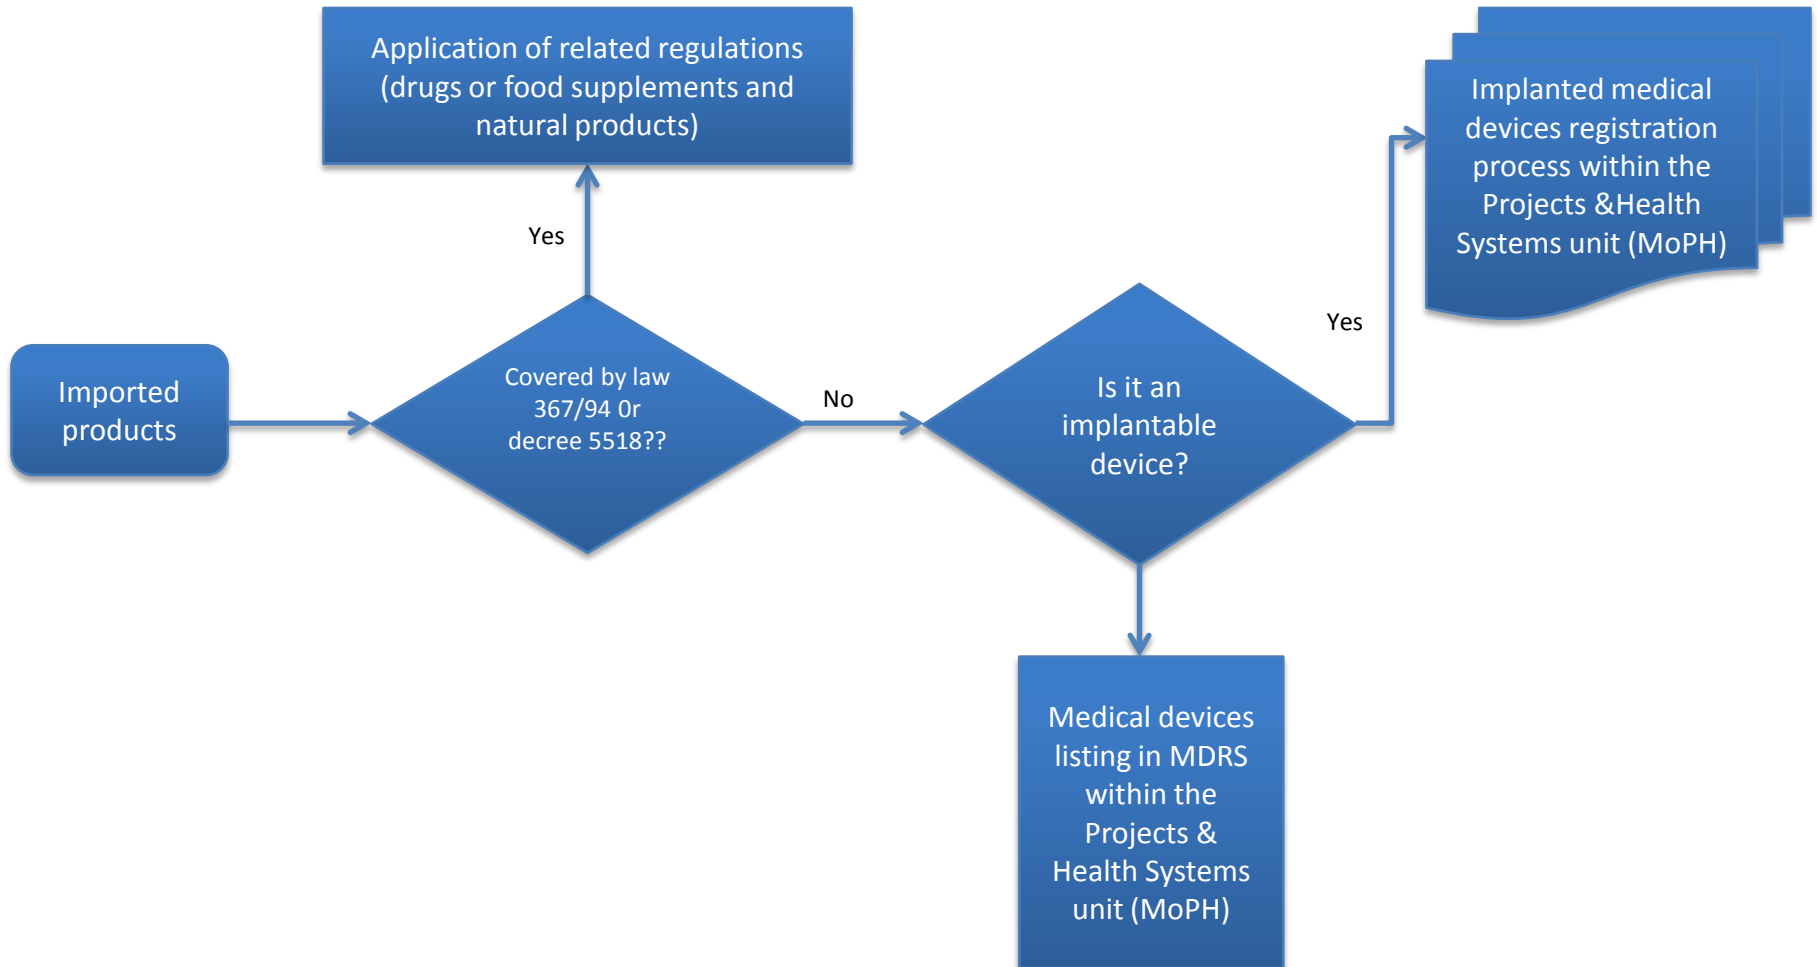 Application of related regulations
(drugs or food supplements and
natural products)
Implanted medical
devices registration
process within the
Projects &Health
Systems unit (MoPH)
Yes
Yes
Imported
products
Covered by law
367/94 0r
decree 5518??
No
Is it an
implantable
device?
Medical devices
listing in MDRS
within the
Projects &
Health Systems
unit (MoPH)